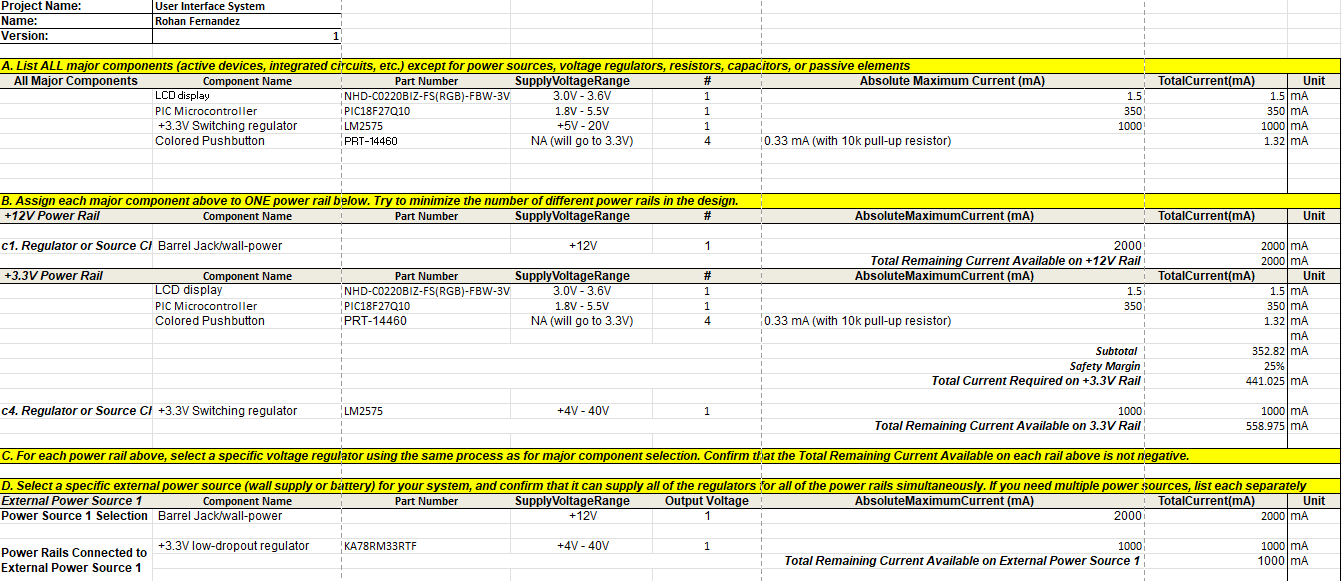 Project Name: User Interface System
Name: Rohan Fernandez
Version: 1
A. List ALL major components (active devices, integrated circuits, etc.) except for power sources, voltage regulators, resistors, capacitors, or passive elements
All Major Components Component Name Part Number SupplyVoltageRange # Absolute Maximum Current (mA) TotalCurrent(mA) Unit
LCD display NHD-C0220BIZ-FS(RGB)-FBW-3V 3.0V - 3.6V 1 1.5 1.5 mA
PIC Microcontroller PIC18F27Q10 1.8V - 5.5V 1 350 350 mA
+3.3V Switching regulator LM2575 +5V - 20V 1 1000 1000 mA
Colored Pushbutton PRT-14460 NA (will go to 3.3V) 4 0.33 mA (with 10k pull-up resistor) 1.32 mA
B. Assign each major component above to ONE power rail below. Try to minimize the number of different power rails in the design.
+12V Power Rail Component Name Part Number SupplyVoltageRange # AbsoluteMaximumCurrent (mA) TotalCurrent(mA) Unit
c1. Regulator or Source Cl Barrel Jack/wall-power +12V 1 2000 2000 mA
Total Remaining Current Available on +12V Rail 2000 mA
+3.3V Power Rail Component Name Part Number SupplyVoltageRange # AbsoluteMaximumCurrent (mA) TotalCurrent(mA) Unit
LCD display NHD-C0220BIZ-FS(RGB)-FBW-3V 3.0V - 3.6V 1 1.5 1.5 mA
PIC Microcontroller PIC18F27Q10 1.8V - 5.5V 1 350 350 mA
Colored Pushbutton PRT-14460 NA (will go to 3.3V) 4 0.33 mA (with 10k pull-up resistor) 1.32 mA
mA
Subtotal 352.82 mA
Safety Margin 25%
Total Current Required on +3.3V Rail 441.025 mA
c4. Regulator or Source Cl +3.3V Switching regulator LM2575 +4V - 40V 1 1000 1000 mA
Total Remaining Current Available on 3.3V Rail 558.975 mA
C. For each power rail above, select a specific voltage regulator using the same process as for major component selection. Confirm that the Total Remaining Current Available on each rail above is not negative.
D. Select a specific external power source (wall supply or battery) for your system, and confirm that it can supply all of the regulators for all of the power rails simultaneously. If you need multiple power sources, list each separately
External Power Source 1 Component Name Part Number SupplyVoltageRange Output Voltage AbsoluteMaximumCurrent (mA) TotalCurrent(mA) Unit
Power Source 1 Selection Barrel Jack/wall-power +12V 1 2000 2000 mA
Power Rails Connected to External Power Source 1 +3.3V low-dropout regulator KA78RM33RTF +4V - 40V 1 1000 1000 mA
Total Remaining Current Available on External Power Source 1 1000 mA